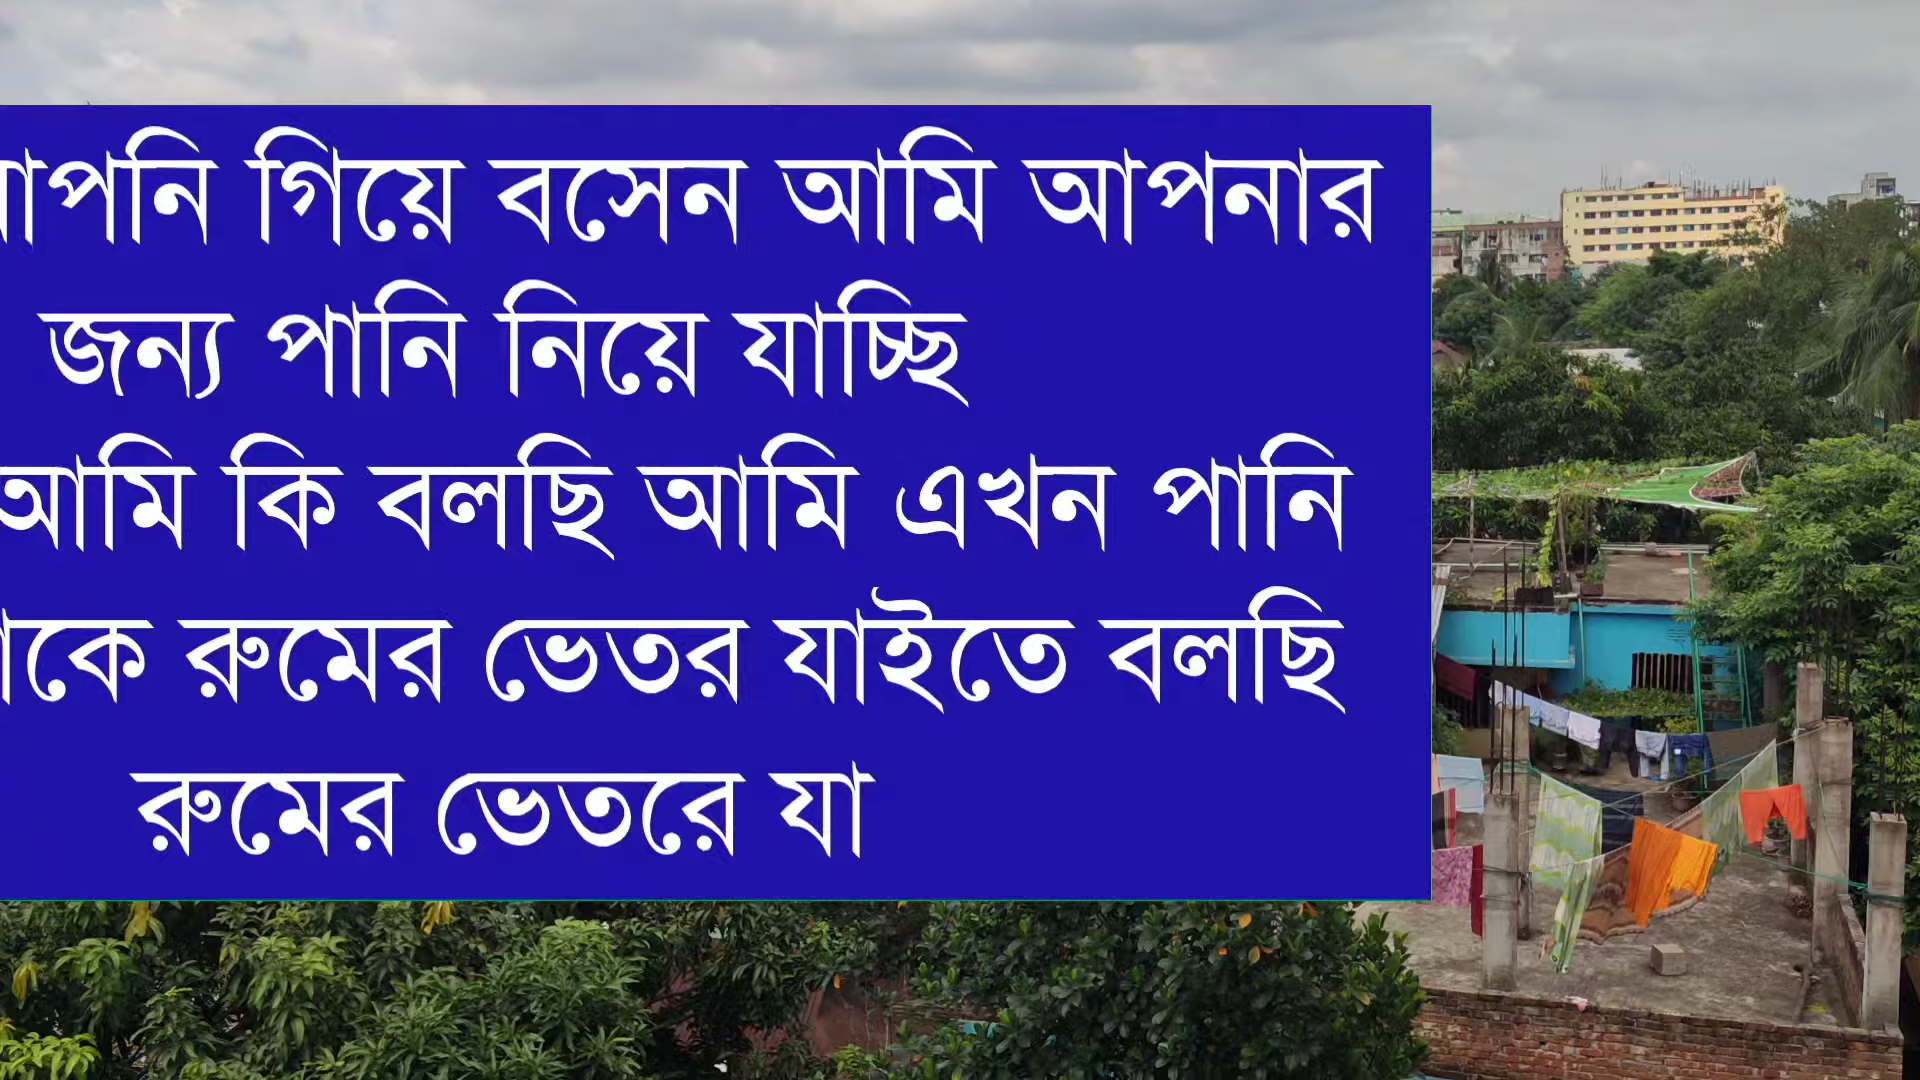 গিয়ে বসেন আমি আপনার
জন্য পানি নিয়ে যাচ্ছি
আমি কি বলছি আমি এখন পানি
রুমের ভেতর যাইতে বলছি
রুমের ভেতরে যা